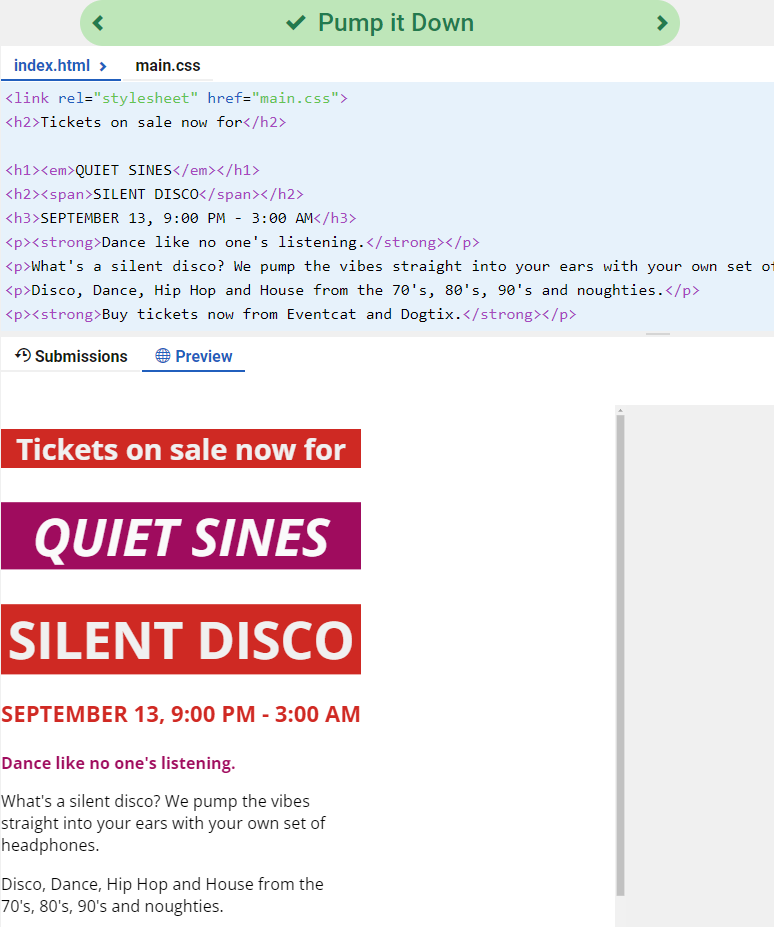 Pump it Down
index.html
main.css
<link rel="stylesheet" href="main.css">
<h2>Tickets on sale now for</h2>
<h1><em>QUIET SINES</em></h1>
<h2><span>SILENT DISCO</span></h2>
<h3>SEPTEMBER 13, 9:00 PM - 3:00 AM</h3>
<p><strong>Dance like no one's listening.</strong></p>
<p>What's a silent disco? We pump the vibes straight into your ears with your own set of
<p>Disco, Dance, Hip Hop and House from the 70's, 80's, 90's and noughties.</p>
<p><strong>Buy tickets now from Eventcat and Dogtix.</strong></p>
Submissions
Preview
Tickets on sale now for
QUIET SINES
SILENT DISCO
SEPTEMBER 13, 9:00 PM - 3:00 AM
Dance like no one's listening.
What's a silent disco? We pump the vibes
straight into your ears with your own set of
headphones.
Disco, Dance, Hip Hop and House from the
70's, 80's, 90's and noughties.